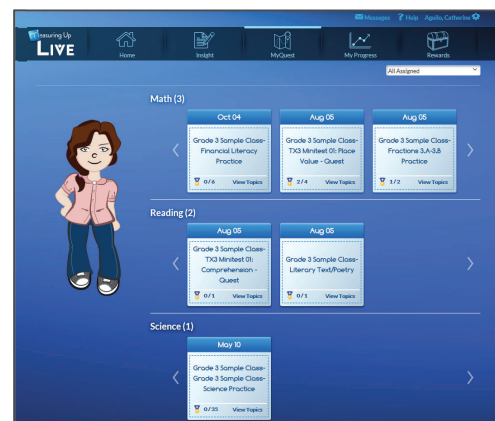 Messages ? Help Agullo, Catherine
Measuring Up
LIVE
Home
Insight
MyQuest
My Progress
Rewards
All Assigned
Math (3)
Oct 04
Grade 3 Sample Class-
Financial Literacy
Practice
0/6 View Topics
Aug 05
Grade 3 Sample Class-
TX3 Minitest 01: Place
Value - Quest
2/4 View Topics
Aug 05
Grade 3 Sample Class-
Fractions 3.A-3.B
Practice
1/2 View Topics
Reading (2)
Aug 05
Grade 3 Sample Class-
TX3 Minitest 01:
Comprehension -
Quest
0/1 View Topics
Aug 05
Grade 3 Sample Class-
Literary Text/Poetry
0/1 View Topics
Science (1)
May 10
Grade 3 Sample Class-
Grade 3 Sample Class-
Science Practice
0/35 View Topics